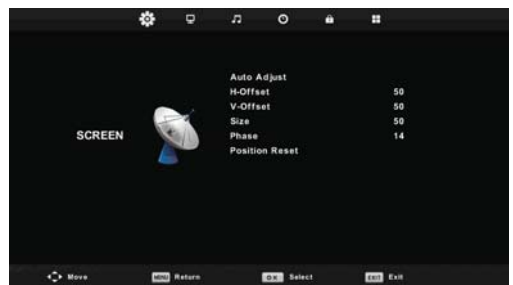 Auto Adjust
H-Offset 50
V-Offset 50
Size 50
SCREEN
Phase 14
Position Reset
Move MENU Return OK Select EXIT Exit